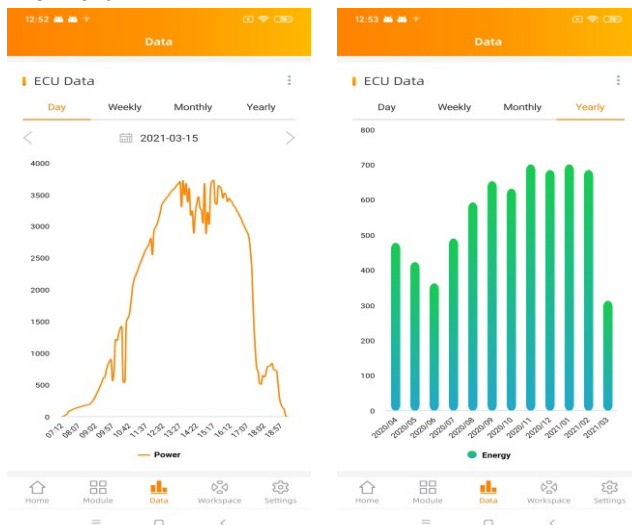 12:52
Data
ECU Data
Day Weekly Monthly Yearly
2021-03-15
4000
3500
3000
2500
2000
1500
1000
500
0
07:12 08:07 09:02 09:57 10:42 11:37 12:32 13:27 14:22 15:17 16:12 17:07 18:02 18:57
Power
Home Module Data Workspace Settings
12:53
Data
ECU Data
Day Weekly Monthly Yearly
800
700
600
500
400
300
200
100
0
2020/04 2020/05 2020/06 2020/07 2020/08 2020/09 2020/10 2020/11 2020/12 2021/01 2021/02 2021/03
Energy
Home Module Data Workspace Settings